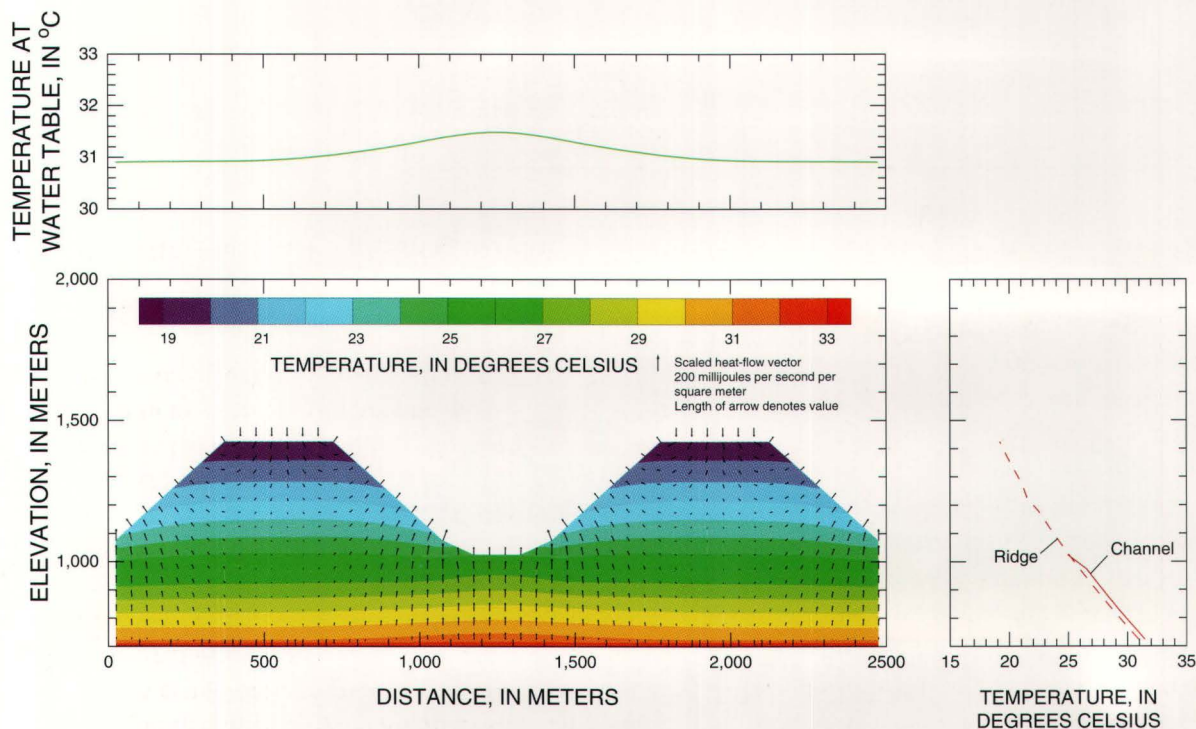 TEMPERATURE AT
WATER TABLE, IN °C
33
32
31
30
2,000
1,500
1,000
ELEVATION, IN METERS
19 21 23 25 27 29 31 33
TEMPERATURE, IN DEGREES CELSIUS
Scaled heat-flow vector
200 millijoules per second per
square meter
Length of arrow denotes value
0 500 1,000 1,500 2,000 2500
DISTANCE, IN METERS
Ridge
Channel
15 20 25 30 35
TEMPERATURE, IN
DEGREES CELSIUS